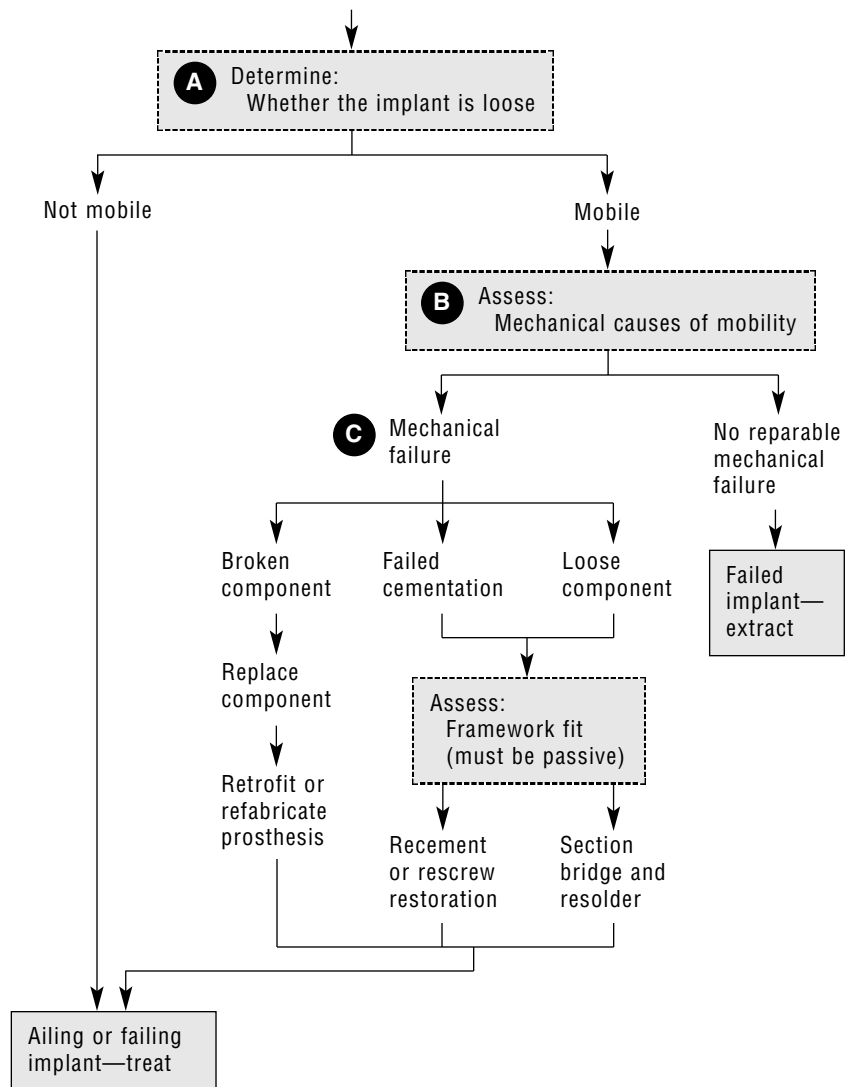 A Determine:
Whether the implant is loose
Not mobile
Mobile
B Assess:
Mechanical causes of mobility
C Mechanical
failure
No reparable
mechanical
failure
Broken
component
Failed
cementation
Loose
component
Failed
implant—
extract
Replace
component
Assess:
Framework fit
(must be passive)
Retrofit or
refabricate
prosthesis
Recement
or rescrew
restoration
Section
bridge and
resolder
Ailing or failing
implant—treat